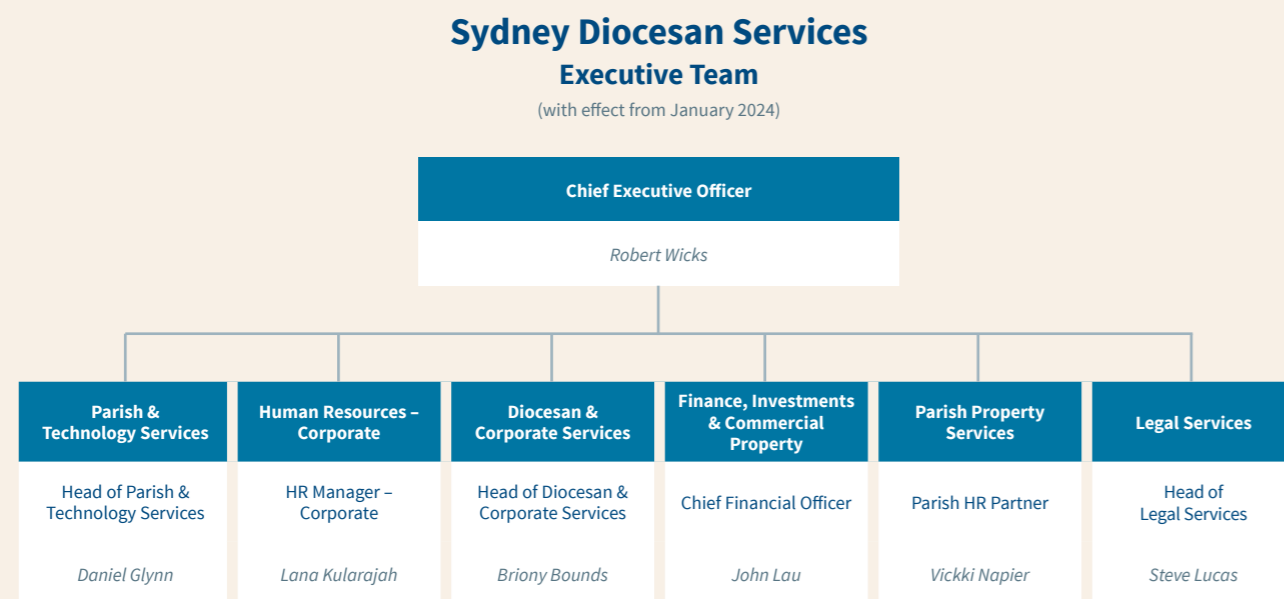 Sydney Diocesan Services
Executive Team
(with effect from January 2024)
Chief Executive Officer
Robert Wicks
Parish &
Technology Services
Head of Parish &
Technology Services
Daniel Glynn
Human Resources –
Corporate
HR Manager –
Corporate
Lana Kularajah
Diocesan &
Corporate Services
Head of Diocesan &
Corporate Services
Briony Bounds
Finance, Investments
& Commercial
Property
Chief Financial Officer
John Lau
Parish Property
Services
Parish HR Partner
Vickki Napier
Legal Services
Head of
Legal Services
Steve Lucas